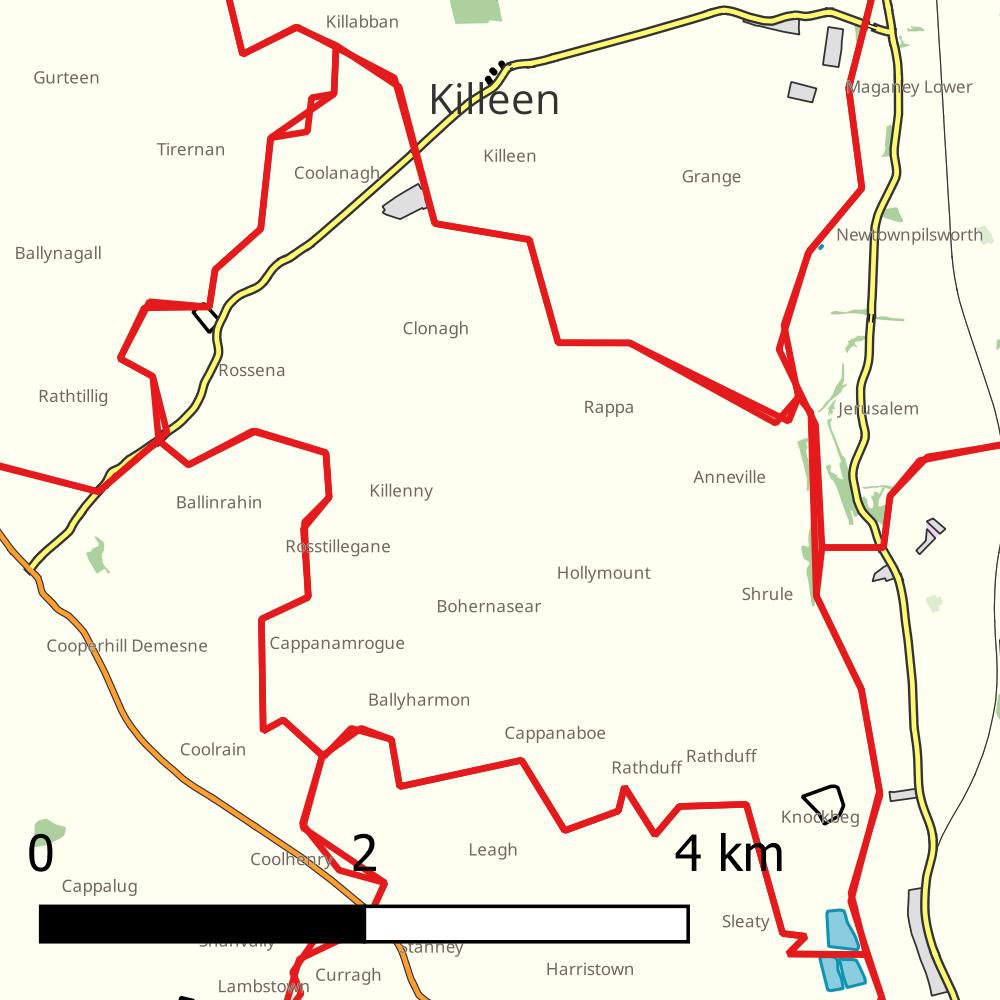 Killabban
Gurteen
Killeen
Maganey Lower
Tirernan
Killeen
Coolanagh
Grange
Newtownpilsworth
Ballynagall
Clonagh
Rossena
Rathtillig
Rappa
Jerusalem
Anneville
Killenny
Ballinrahin
Rosstillegane
Hollymount
Shrule
Bohernasear
Cooperhill Demesne
Cappanamrogue
Ballyharmon
Cappanaboe
Coolrain
Rathduff
Rathduff
Knockbeg
0 2 4 km
Leagh
Coolhenry
Cappalug
Sleaty
Shanvally
Stanney
Harristown
Curragh
Lambstown